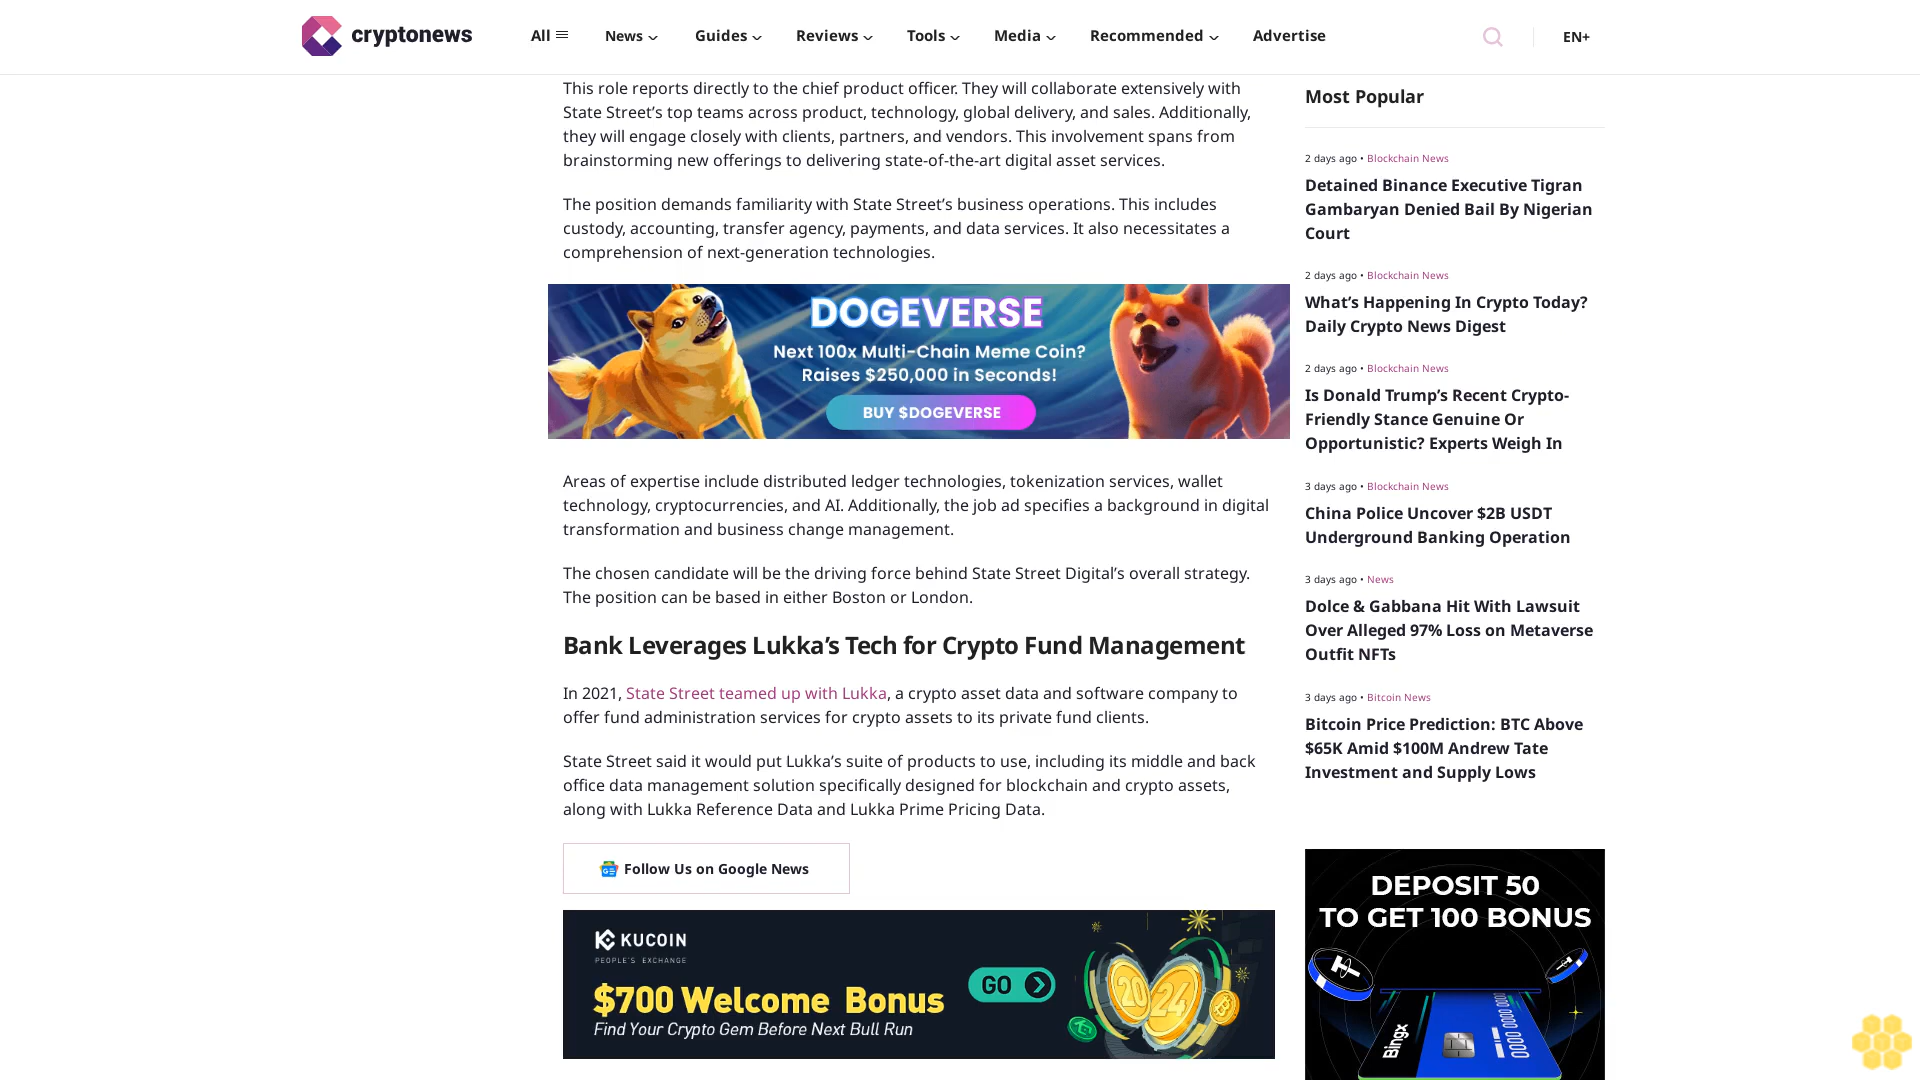 cryptonews
All
News
Guides
Reviews
Tools
Media
Recommended
Advertise
EN+
This role reports directly to the chief product officer. They will collaborate extensively with
State Street’s top teams across product, technology, global delivery, and sales. Additionally,
they will engage closely with clients, partners, and vendors. This involvement spans from
brainstorming new offerings to delivering state-of-the-art digital asset services.
The position demands familiarity with State Street’s business operations. This includes
custody, accounting, transfer agency, payments, and data services. It also necessitates a
comprehension of next-generation technologies.
DOGEVERSE
Next 100x Multi-Chain Meme Coin?
Raises $250,000 in Seconds!
BUY $DOGEVERSE
Areas of expertise include distributed ledger technologies, tokenization services, wallet
technology, cryptocurrencies, and AI. Additionally, the job ad specifies a background in digital
transformation and business change management.
The chosen candidate will be the driving force behind State Street Digital’s overall strategy.
The position can be based in either Boston or London.
Bank Leverages Lukka’s Tech for Crypto Fund Management
In 2021, State Street teamed up with Lukka, a crypto asset data and software company to
offer fund administration services for crypto assets to its private fund clients.
State Street said it would put Lukka’s suite of products to use, including its middle and back
office data management solution specifically designed for blockchain and crypto assets,
along with Lukka Reference Data and Lukka Prime Pricing Data.
Follow Us on Google News
KUCOIN
PEOPLE'S EXCHANGE
$700 Welcome Bonus
Find Your Crypto Gem Before Next Bull Run
GO
20
24
Most Popular
2 days ago • Blockchain News
Detained Binance Executive Tigran
Gambaryan Denied Bail By Nigerian
Court
2 days ago • Blockchain News
What’s Happening In Crypto Today?
Daily Crypto News Digest
2 days ago • Blockchain News
Is Donald Trump’s Recent Crypto-
Friendly Stance Genuine Or
Opportunistic? Experts Weigh In
3 days ago • Blockchain News
China Police Uncover $2B USDT
Underground Banking Operation
3 days ago • News
Dolce & Gabbana Hit With Lawsuit
Over Alleged 97% Loss on Metaverse
Outfit NFTs
3 days ago • Bitcoin News
Bitcoin Price Prediction: BTC Above
$65K Amid $100M Andrew Tate
Investment and Supply Lows
DEPOSIT 50
TO GET 100 BONUS
Bingx